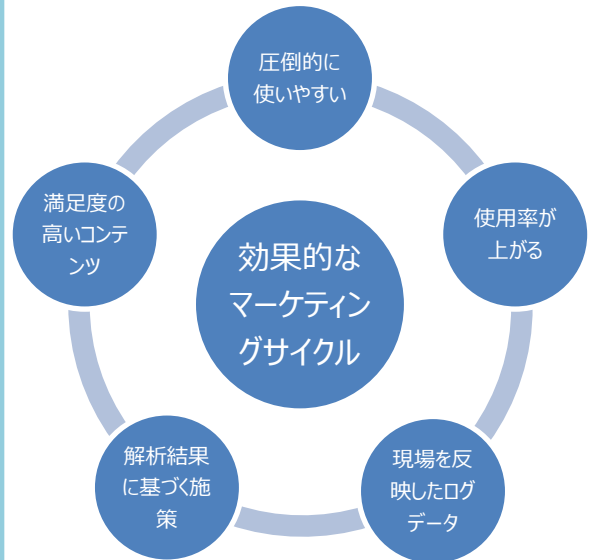 圧倒的に
使いやすい
使用率が
上がる
現場を反
映したログ
データ
解析結果
に基づく施
策
満足度の
高いコンテ
ンツ
効果的な
マーケティン
グサイクル